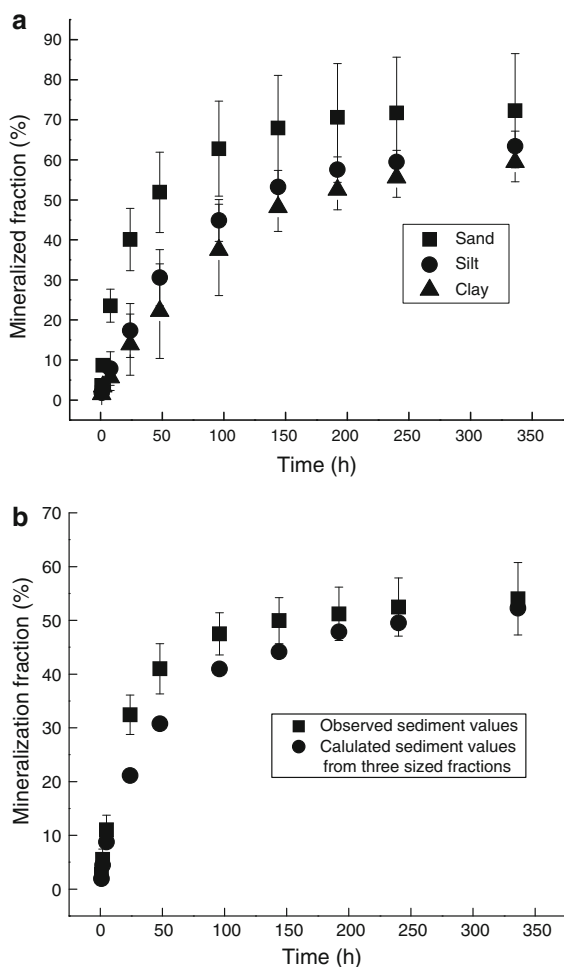 a
Mineralized fraction (%)
90
80
70
60
50
40
30
20
10
0
Sand
Silt
Clay
0 50 100 150 200 250 300 350
Time (h)
b
Mineralization fraction (%)
70
60
50
40
30
20
10
0
Observed sediment values
Calulated sediment values
from three sized fractions
0 50 100 150 200 250 300 350
Time (h)